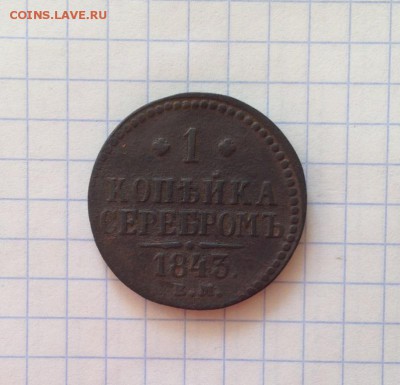 COINS.LAVE.RU
1
КОПѢЙКА
СЕРЕБРОМЪ
1843.
Е.М.